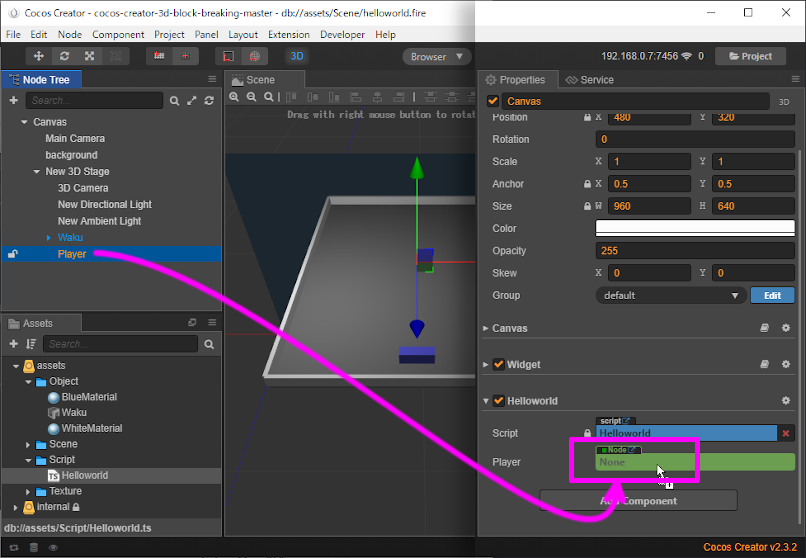 Cocos Creator - cocos-creator-3d-block-breaking-master - db://assets/Scene/helloworld.fire
File Edit Node Component Project Panel Layout Extension Developer Help
3D Browser 192.168.0.7:7456 0 Project
Node Tree
Search...
Canvas
Main Camera
background
New 3D Stage
3D Camera
New Directional Light
New Ambient Light
Waku
Player
Assets
Search...
assets
Object
BlueMaterial
Waku
WhiteMaterial
Scene
Script
TS Helloworld
Texture
Internal
db://assets/Script/Helloworld.ts
Scene
Drag with right mouse button to rotat
Properties Service
Canvas 3D
Position X 480 Y 320
Rotation 0
Scale X 1 Y 1
Anchor X 0.5 Y 0.5
Size W 960 H 640
Color
Opacity 255
Skew X 0 Y 0
Group default Edit
Canvas
Widget
Helloworld
script
Script Helloworld
Node
Player None
Add Component
Cocos Creator v2.3.2